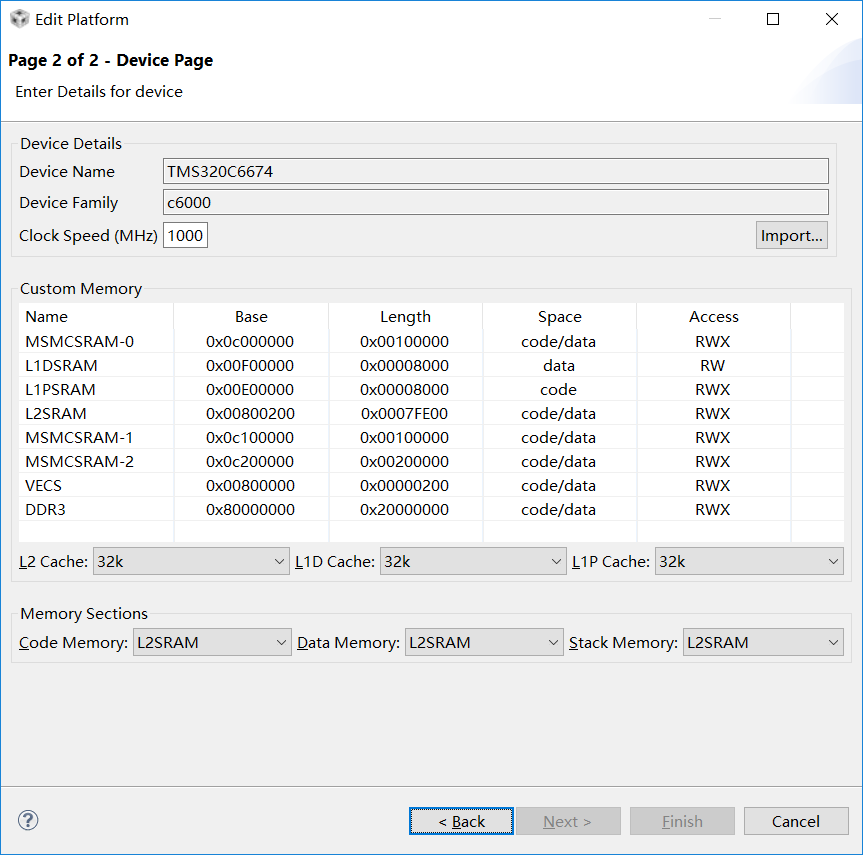 Edit Platform
Page 2 of 2 - Device Page
Enter Details for device
Device Details
Device Name TMS320C6674
Device Family c6000
Clock Speed (MHz) 1000 Import...
Custom Memory
Name Base Length Space Access
MSMCSRAM-0 0x0c000000 0x00100000 code/data RWX
L1DSRAM 0x00F00000 0x00008000 data RW
L1PSRAM 0x00E00000 0x00008000 code RWX
L2SRAM 0x00800200 0x0007FE00 code/data RWX
MSMCSRAM-1 0x0c100000 0x00100000 code/data RWX
MSMCSRAM-2 0x0c200000 0x00200000 code/data RWX
VECS 0x00800000 0x00000200 code/data RWX
DDR3 0x80000000 0x20000000 code/data RWX
L2 Cache: 32k L1D Cache: 32k L1P Cache: 32k
Memory Sections
Code Memory: L2SRAM Data Memory: L2SRAM Stack Memory: L2SRAM
? < Back Next > Finish Cancel